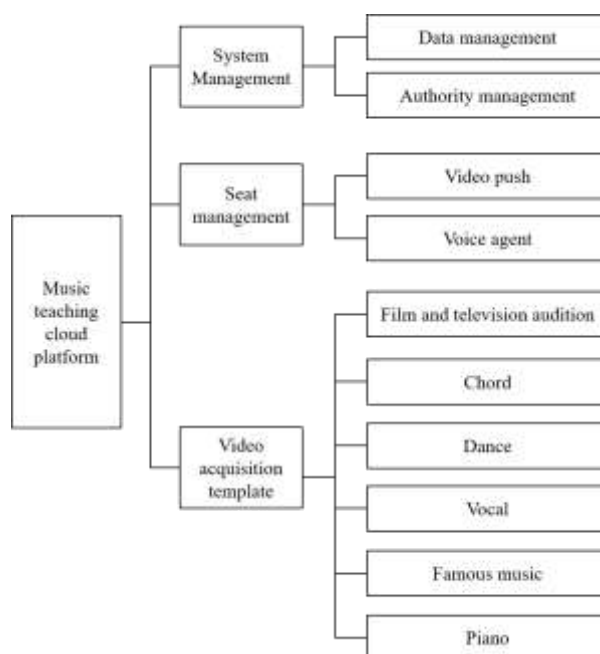 System
Management
Data management
Authority management
Seat
management
Video push
Voice agent
Music
teaching
cloud
platform
Video
acquisition
template
Film and television audition
Chord
Dance
Vocal
Famous music
Piano